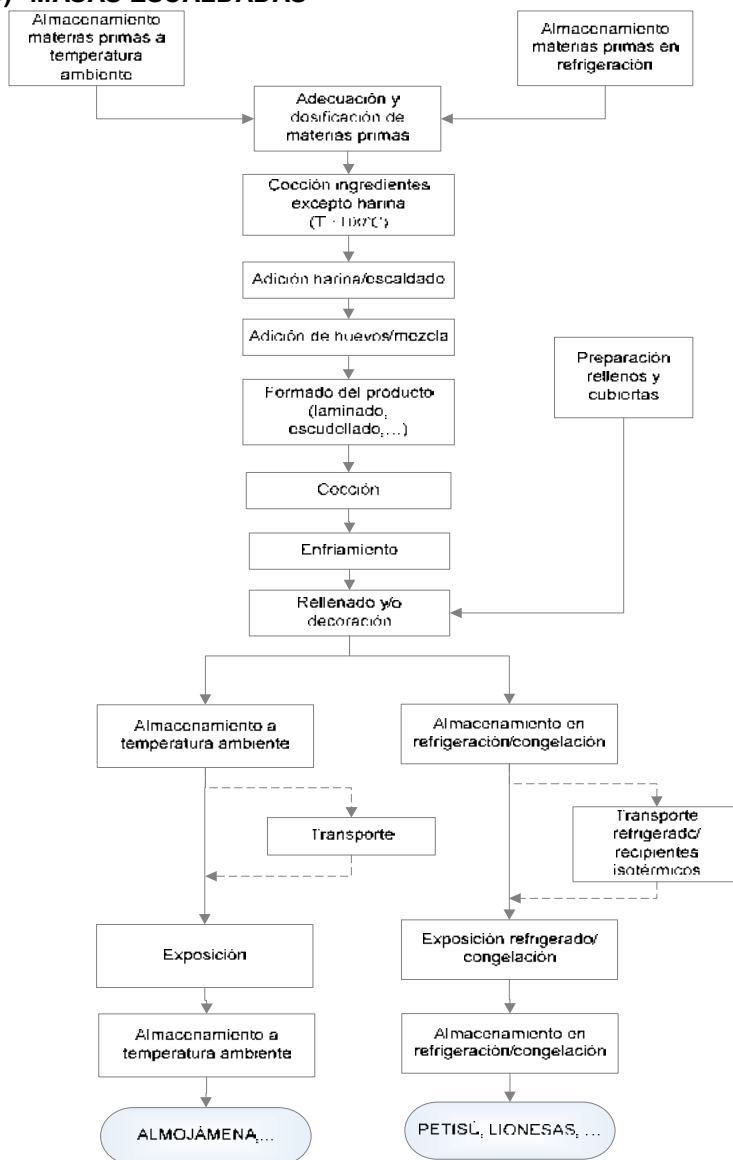 MASAS ESCALDADAS
Almacenamiento
materias primas a
temperatura
ambiente
Almacenamiento
materias primas en
refrigeración
Adecuación y
dosificación de
materias primas
Cocción ingredientes
excepto harina
Adición harina/escaldado
Adición de huevos/mezcla
Preparación
rellenos y
cubiertas
Formado del producto
(laminado,
escudellado,…)
Cocción
Enfriamiento
Rellenado y/o
decoración
Almacenamiento a
temperatura ambiente
Almacenamiento en
refrigeración/congelación
Transporte
Transporte
refrigerado/
recipientes
isotérmicos
Exposición
Exposición refrigerado/
congelación
Almacenamiento a
temperatura ambiente
Almacenamiento en
refrigeración/congelación
ALMOJÁMENA,…
PETISÚ, LIONESAS, …